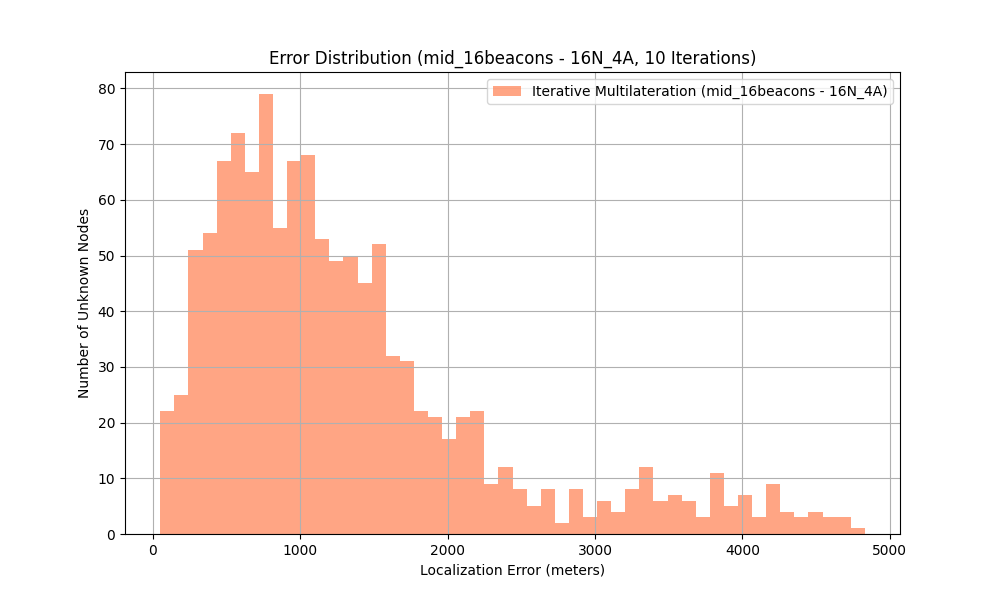 Error Distribution (mid_16beacons - 16N_4A, 10 Iterations)
Iterative Multilateration (mid_16beacons - 16N_4A)
Number of Unknown Nodes
80
70
60
50
40
30
20
10
0
0 1000 2000 3000 4000 5000
Localization Error (meters)